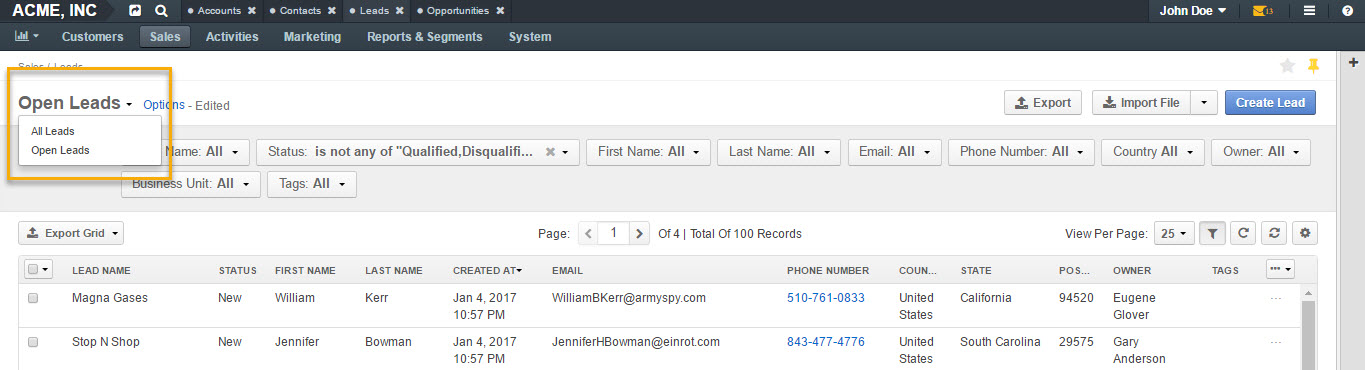 ACME, INC Accounts Contacts Leads Opportunities John Doe 13
Customers Sales Activities Marketing Reports & Segments System
Sales / Leads
Open Leads Options - Edited Export Import File Create Lead
All Leads
Open Leads
Name: All Status: is not any of "Qualified,Disqualifi... First Name: All Last Name: All Email: All Phone Number: All Country All Owner: All
Business Unit: All Tags: All
Export Grid Page: 1 Of 4 | Total Of 100 Records View Per Page: 25
LEAD NAME STATUS FIRST NAME LAST NAME CREATED AT EMAIL PHONE NUMBER COUN... STATE POS... OWNER TAGS ...
Magna Gases New William Kerr Jan 4, 2017 WilliamBKerr@armyspy.com 510-761-0833 United California 94520 Eugene ...
10:57 PM States Glover
Stop N Shop New Jennifer Bowman Jan 4, 2017 JenniferHBowman@einrot.com 843-477-4776 United South Carolina 29575 Gary ...
10:57 PM States Anderson